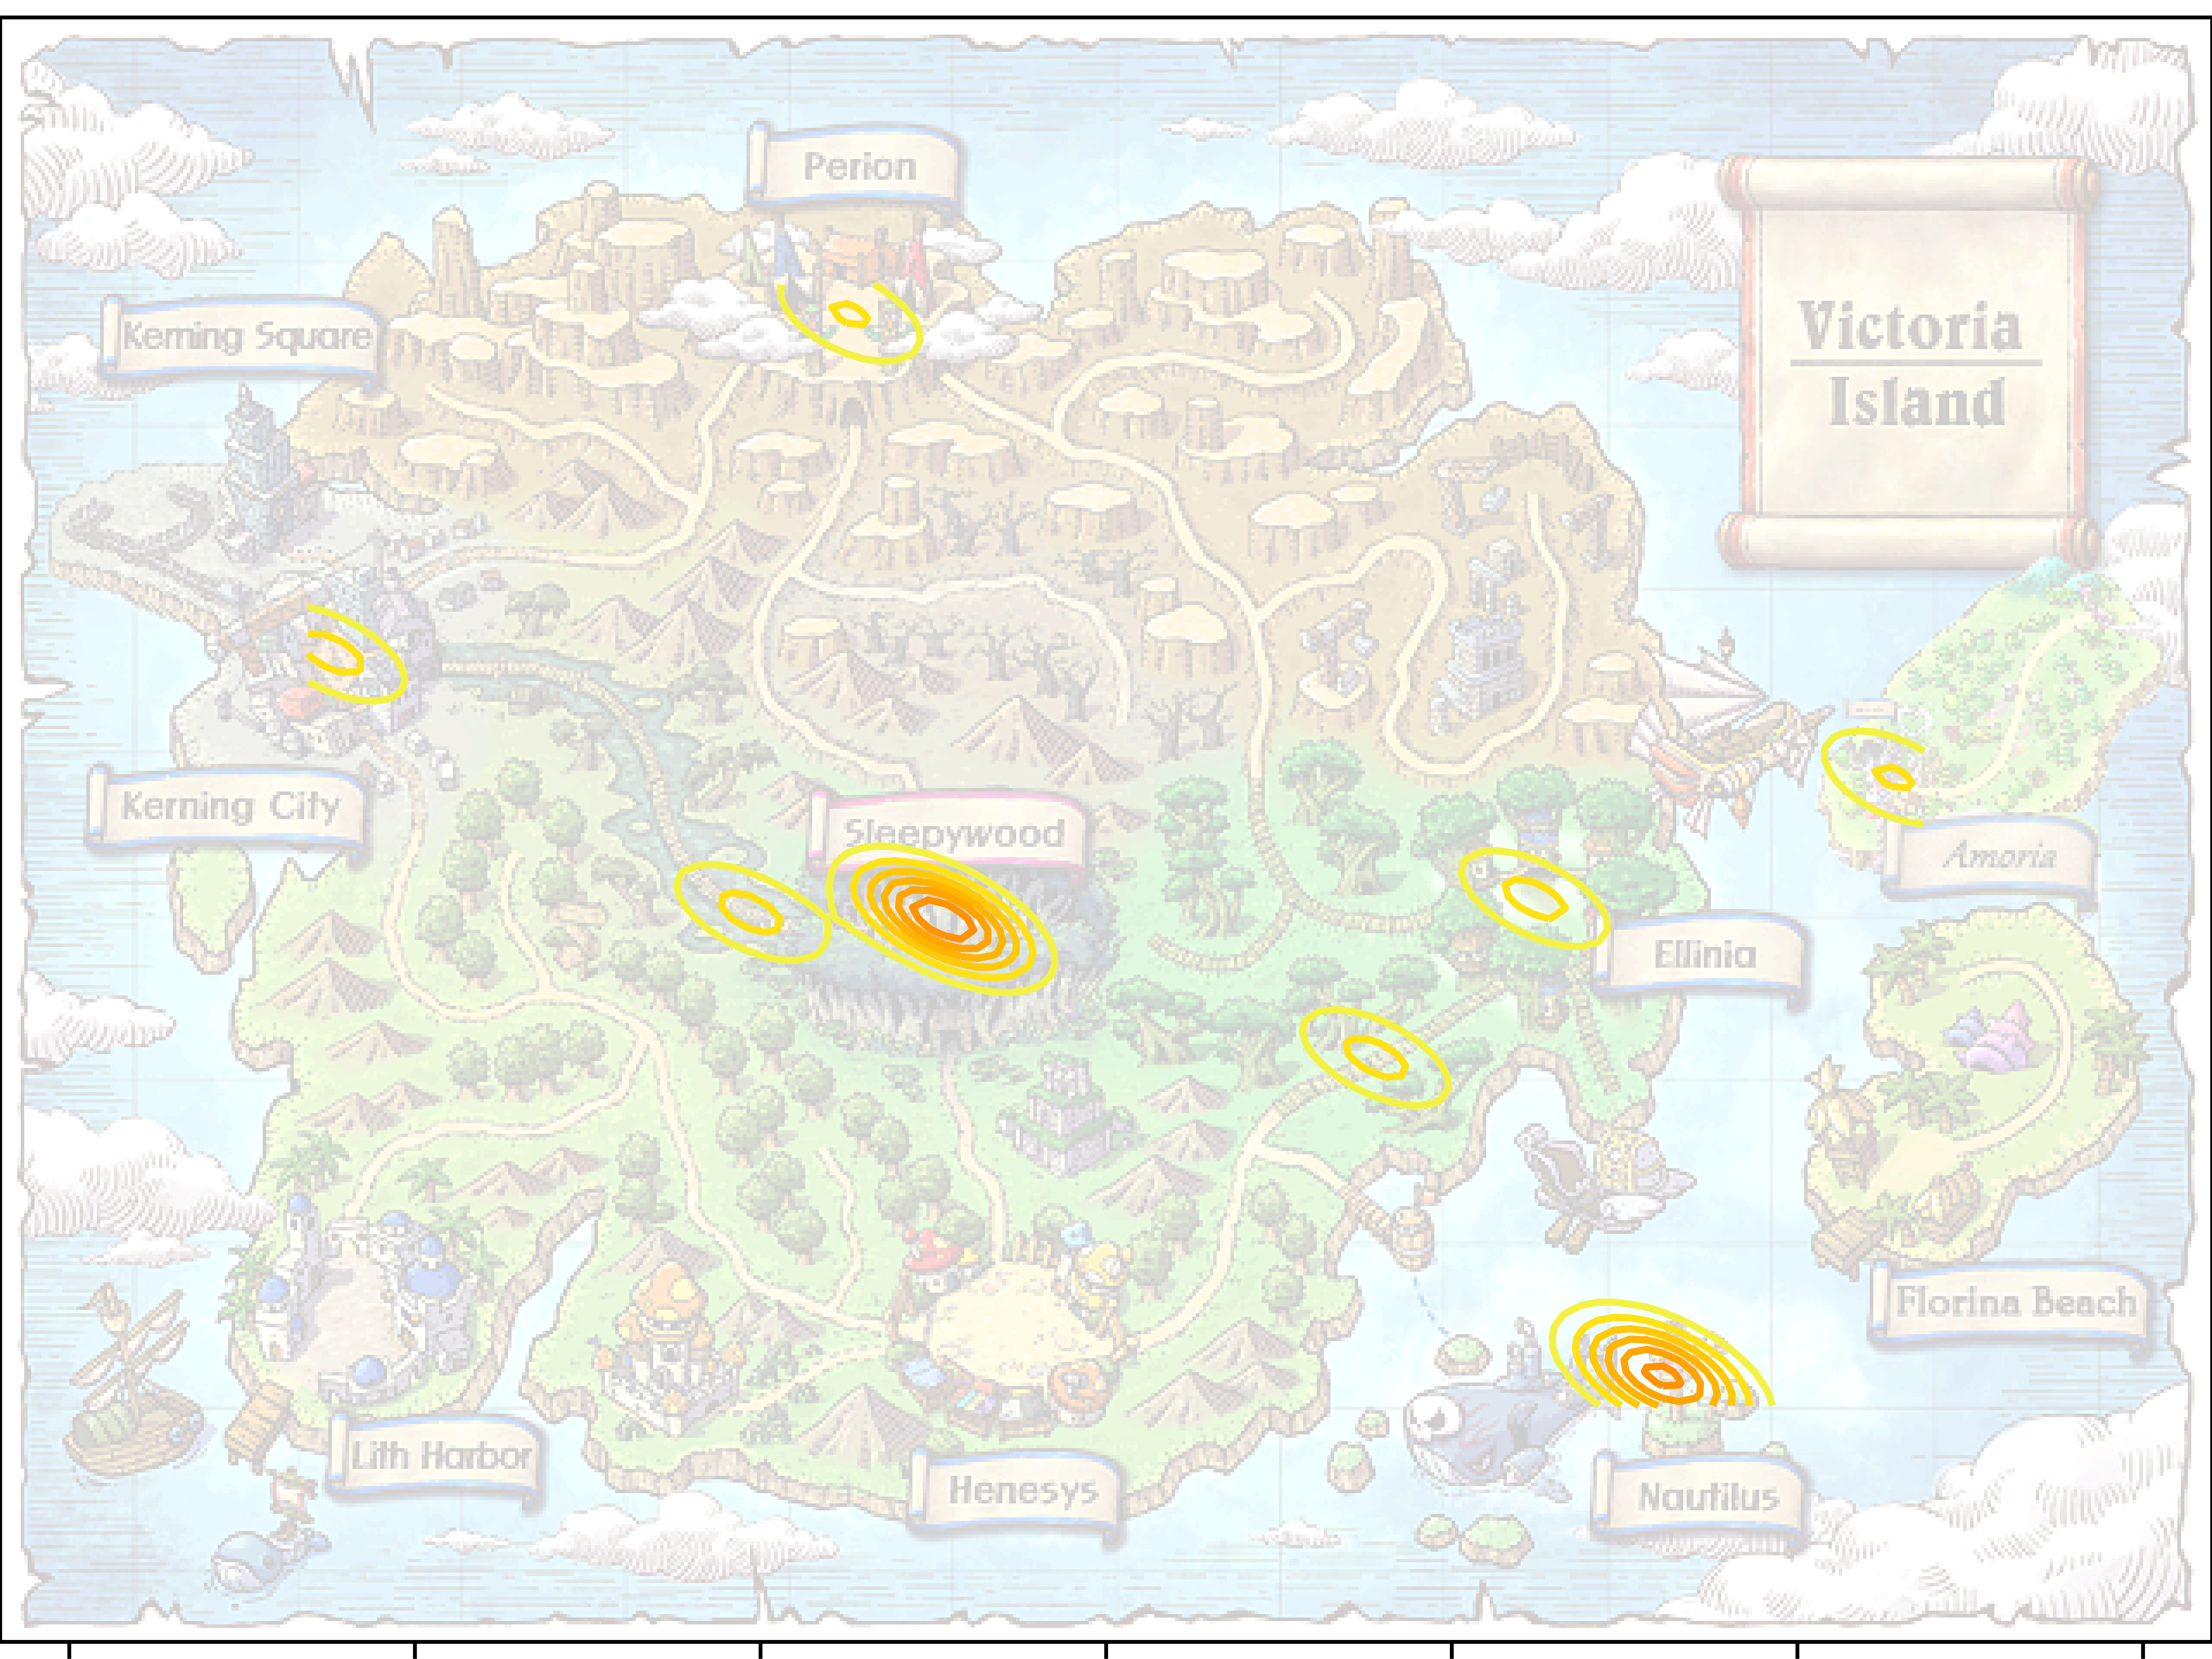 Perion
Kerning Square
Victoria
Island
Kerning City
Sleepywood
Amoria
Ellinia
Florina Beach
Lith Harbor
Henesys
Nautilus